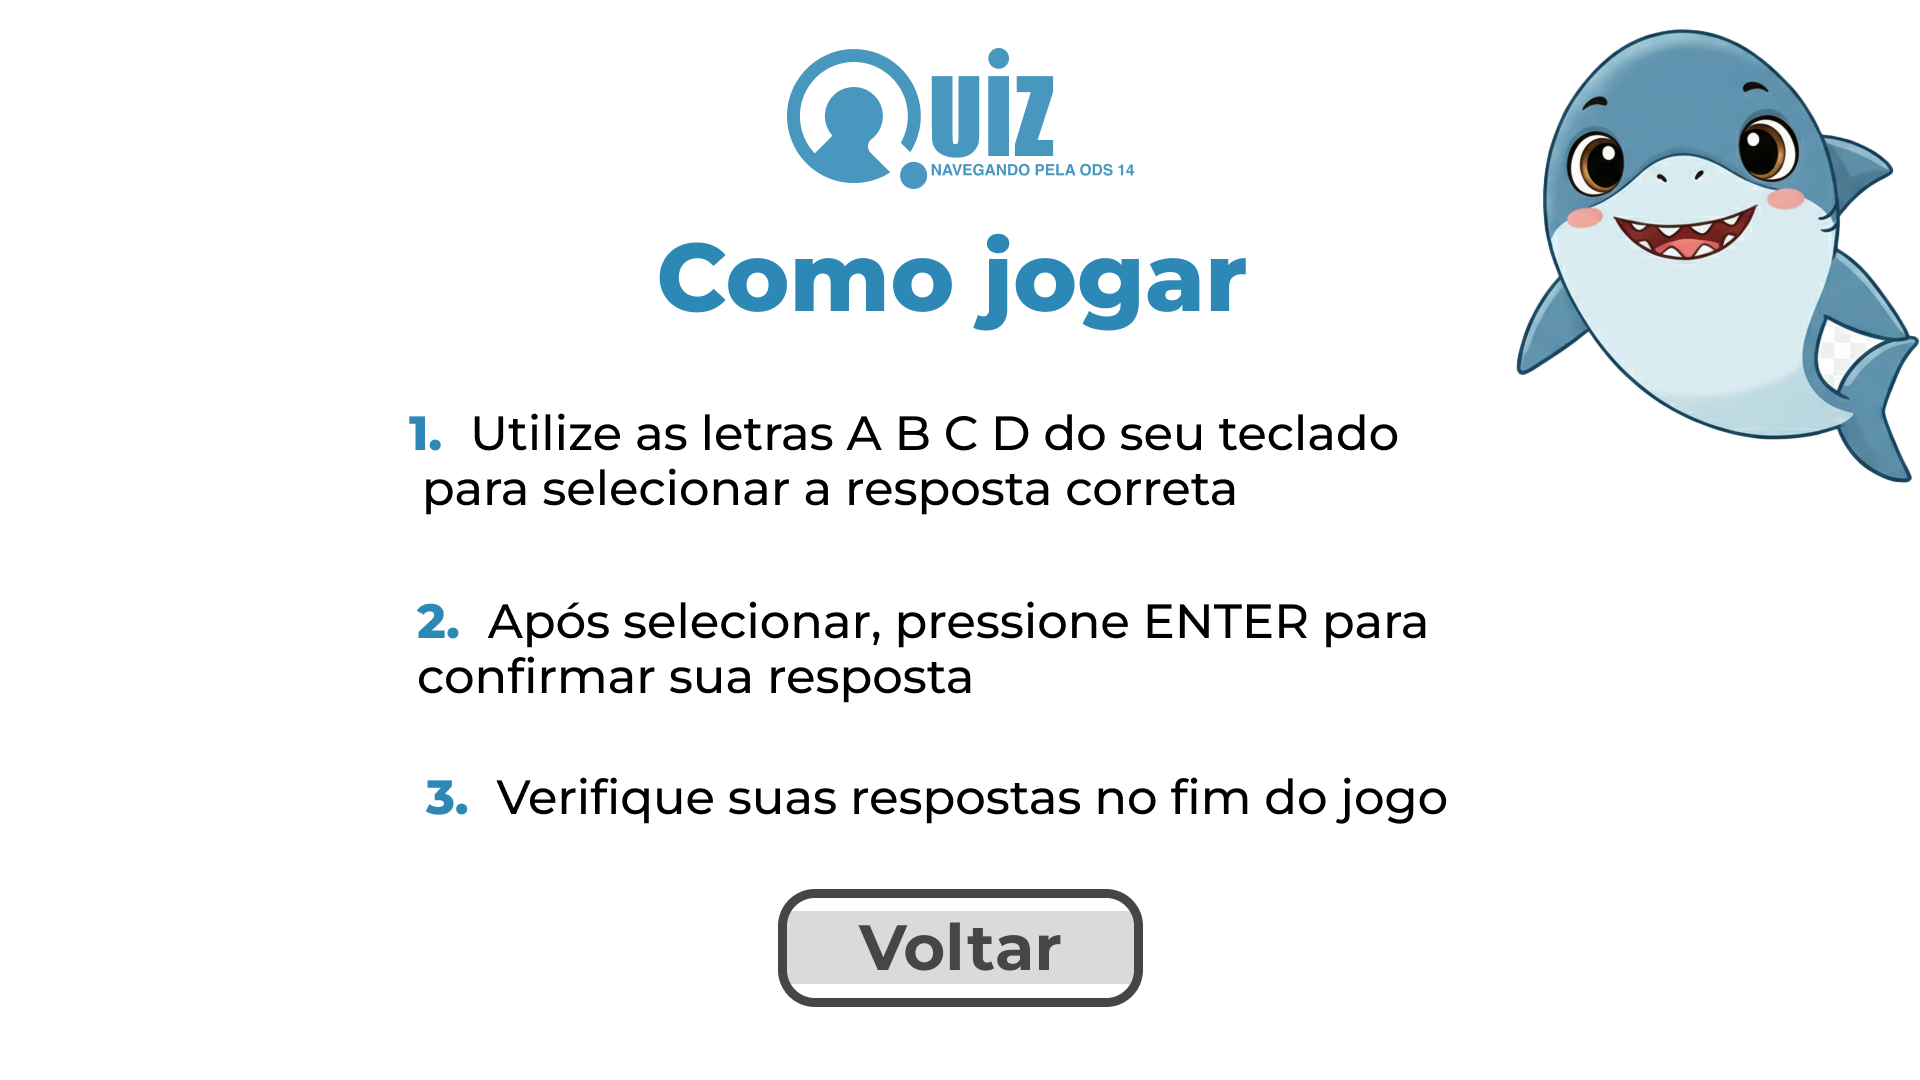 QUIZ
NAVEGANDO PELA ODS 14
Como jogar
1. Utilize as letras A B C D do seu teclado
para selecionar a resposta correta
2. Após selecionar, pressione ENTER para
confirmar sua resposta
3. Verifique suas respostas no fim do jogo
Voltar